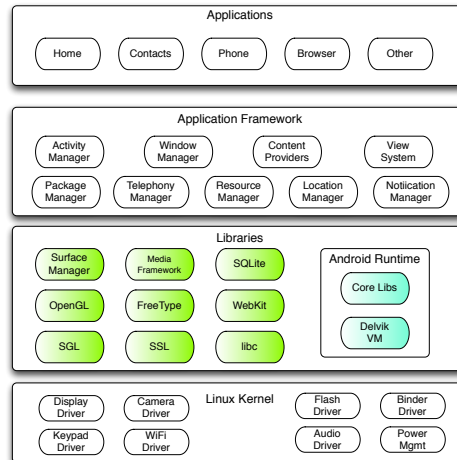 Applications
Home
Contacts
Phone
Browser
Other
Application Framework
Activity
Manager
Window
Manager
Content
Providers
View
System
Package
Manager
Telephony
Manager
Resource
Manager
Location
Manager
Notiication
Manager
Libraries
Surface
Manager
Media
Framework
SQLite
OpenGL
FreeType
WebKit
SGL
SSL
libc
Android Runtime
Core Libs
Delvik
VM
Linux Kernel
Display
Driver
Camera
Driver
Flash
Driver
Binder
Driver
Keypad
Driver
WiFi
Driver
Audio
Driver
Power
Mgmt